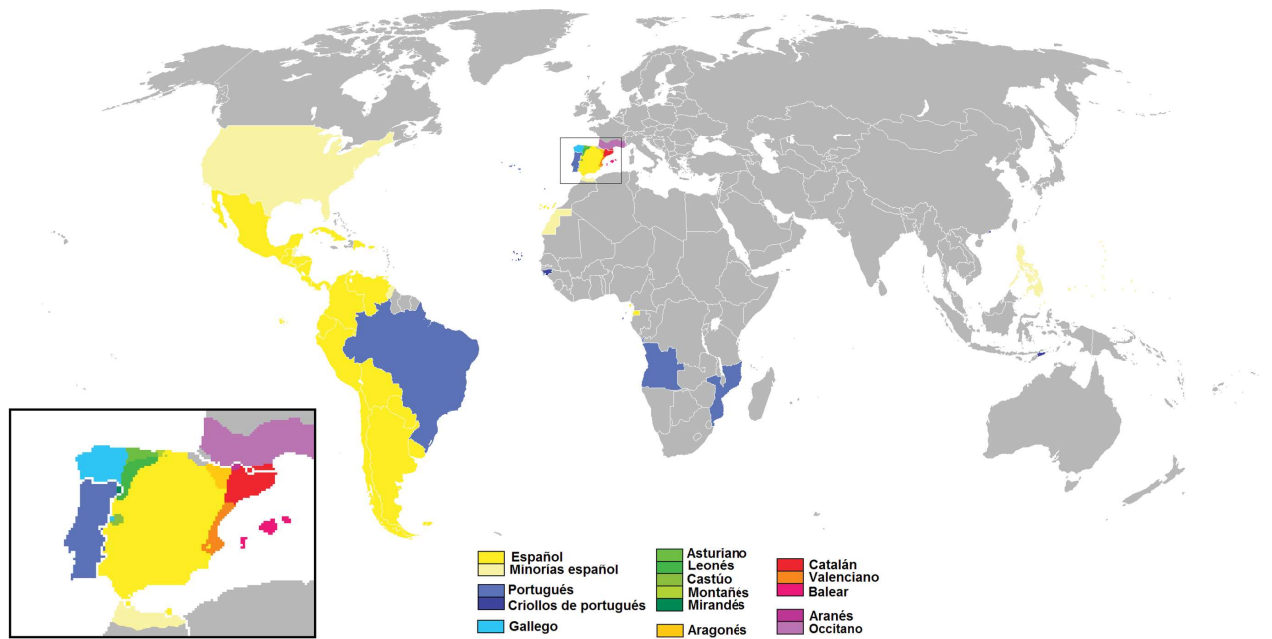 Español
Minorías español
Portugués
Criollos de portugués
Gallego
Asturiano
Leonés
Castúo
Montañés
Mirandés
Aragonés
Catalán
Valenciano
Balear
Aranés
Occitano